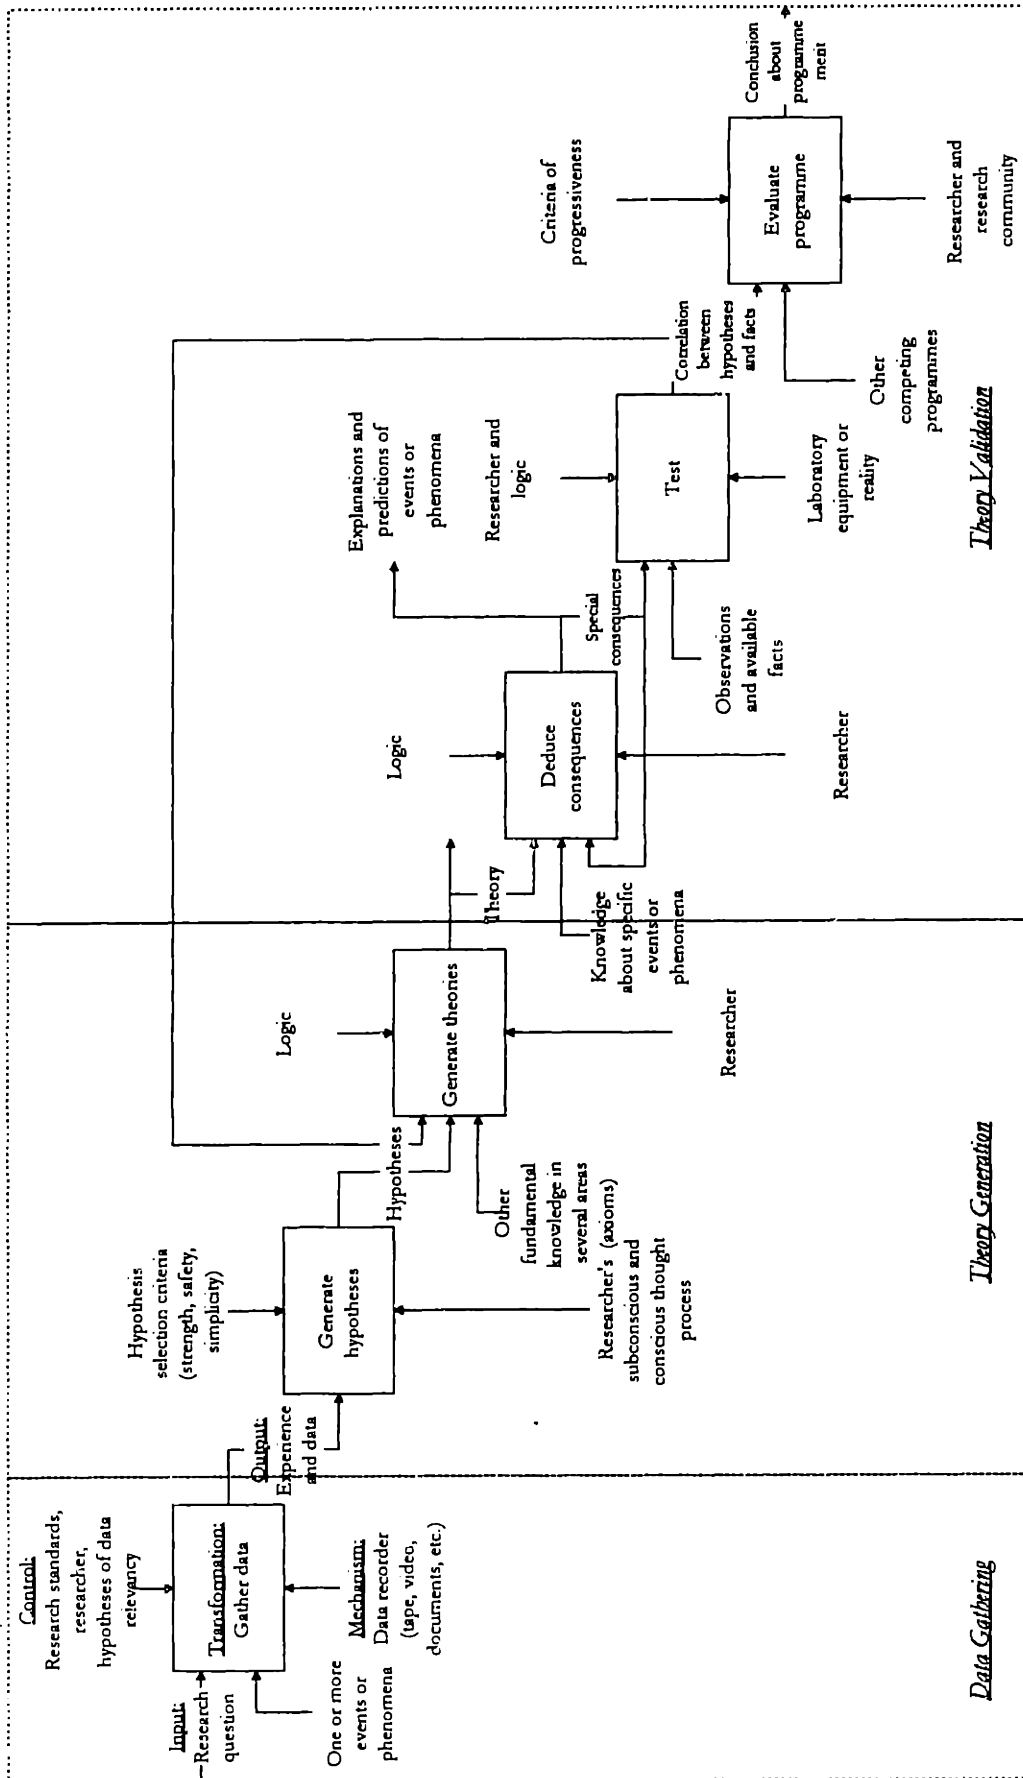 Control:
Research standards,
researcher,
hypotheses of data
relevancy
Input:
Research
question
One or more
events or
phenomena
Transformation:
Gather data
Mechanism:
Data recorder
(tape, video,
documents, etc.)
Output:
Experience
and data
Data Gathering
Hypothesis
selection criteria
(strength, safety,
simplicity)
Generate
hypotheses
Researcher's (axioms)
subconscious and
conscious thought
process
Hypotheses
Other
fundamental
knowledge in
several areas
Logic
Generate theories
Researcher
Theory Generation
Theory
Knowledge
about specific
events or
phenomena
Logic
Deduce
consequences
Researcher
Explanations and
predictions of
events or
phenomena
Special
consequences
Observations
and available
facts
Researcher and
logic
Test
Laboratory
equipment or
reality
Correlation
between
hypotheses
and facts
Other
competing
programmes
Criteria of
progressiveness
Evaluate
programme
Researcher and
research
community
Conclusion
about
programme
merit
Theory Validation